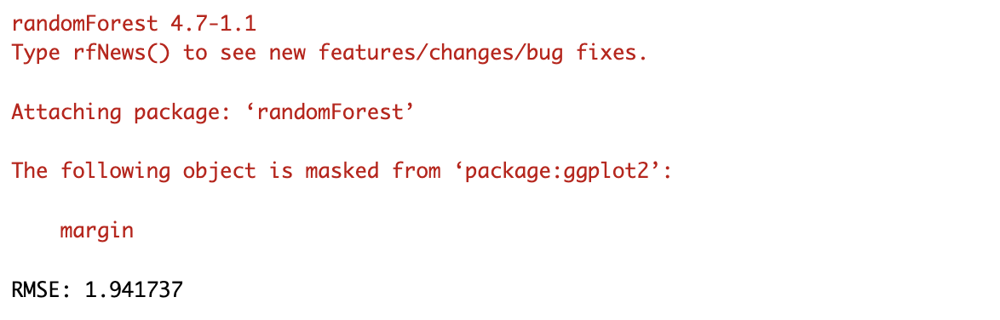 randomForest 4.7-1.1
Type rfNews() to see new features/changes/bug fixes.
Attaching package: ‘randomForest’
The following object is masked from ‘package:ggplot2’:
margin
RMSE: 1.941737